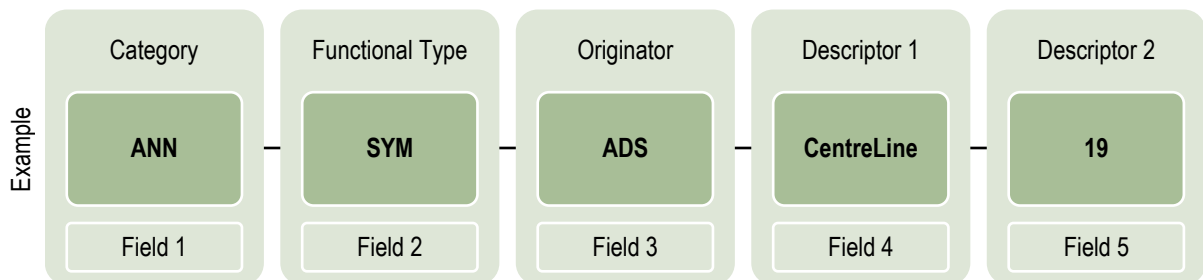 Example
Category
ANN
Field 1
Functional Type
SYM
Field 2
Originator
ADS
Field 3
Descriptor 1
CentreLine
Field 4
Descriptor 2
19
Field 5